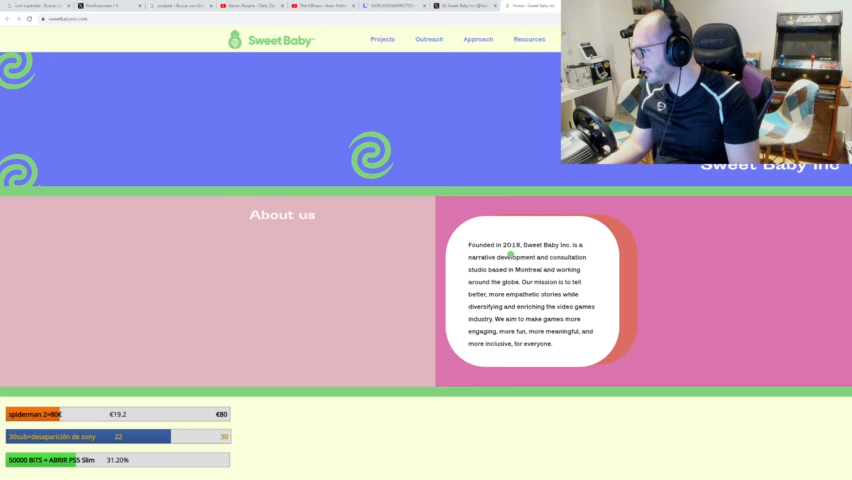 sweetbabyinc.com
Sweet Baby
Projects
Outreach
Approach
Resources
Sweet Baby Inc
About us
Founded in 2018, Sweet Baby Inc. is a
narrative development and consultation
studio based in Montreal and working
around the globe. Our mission is to tell
better, more empathetic stories while
diversifying and enriching the video games
industry. We aim to make games more
engaging, more fun, more meaningful, and
more inclusive, for everyone.
spiderman 2=80€ €19.2 €80
30sub=desaparición de sony 22 30
50000 BITS = ABRIR PS5 Slim 31.20%